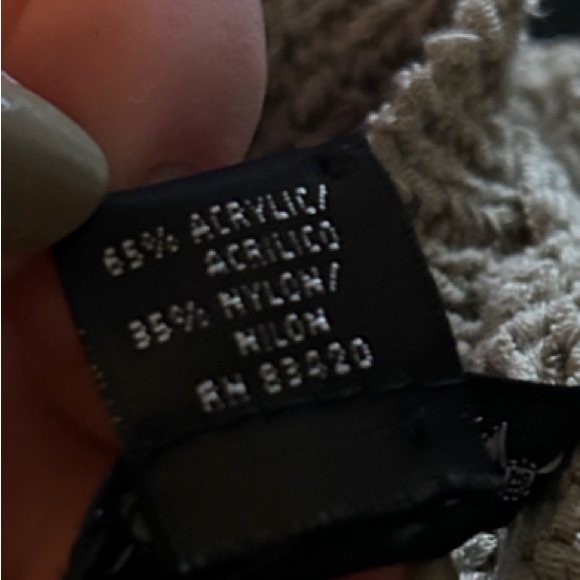 65% ACRYLIC/
ACRILICO
35% NYLON/
NILON
RN 83420